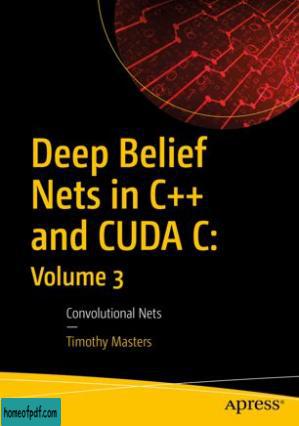 Deep Belief
Nets in C++
and CUDA C:
Volume 3
Convolutional Nets
—
Timothy Masters
homeofpdf.com
Apress®